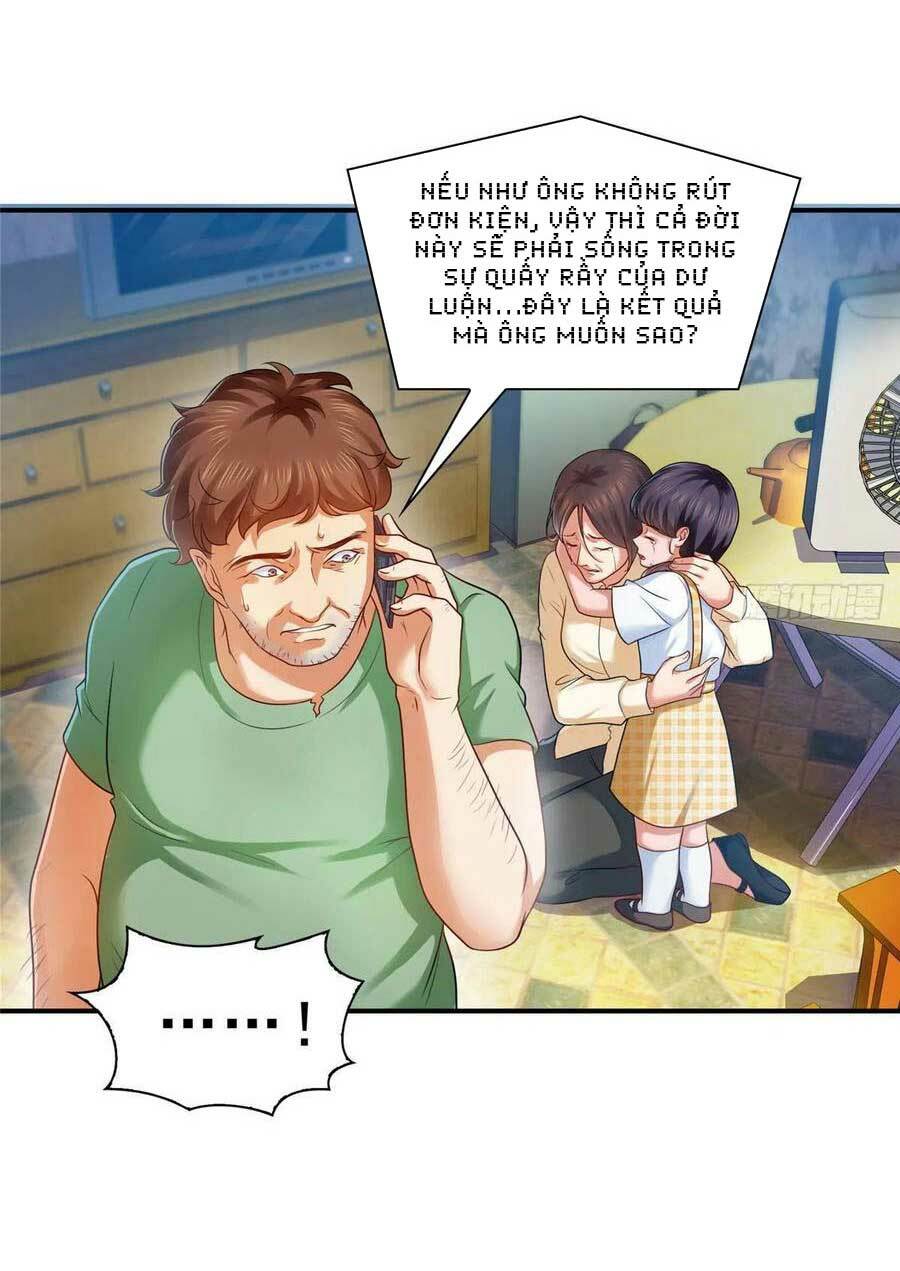 NẾU NHƯ ÔNG KHÔNG RÚT
ĐƠN KIỆN, VẬY THÌ CẢ ĐỜI
NÀY SẼ PHẢI SỐNG TRONG
SỰ QUẤY RẦY CỦA DƯ
LUẬN...ĐÂY LÀ KẾT QUẢ
MÀ ÔNG MUỐN SAO?
……!